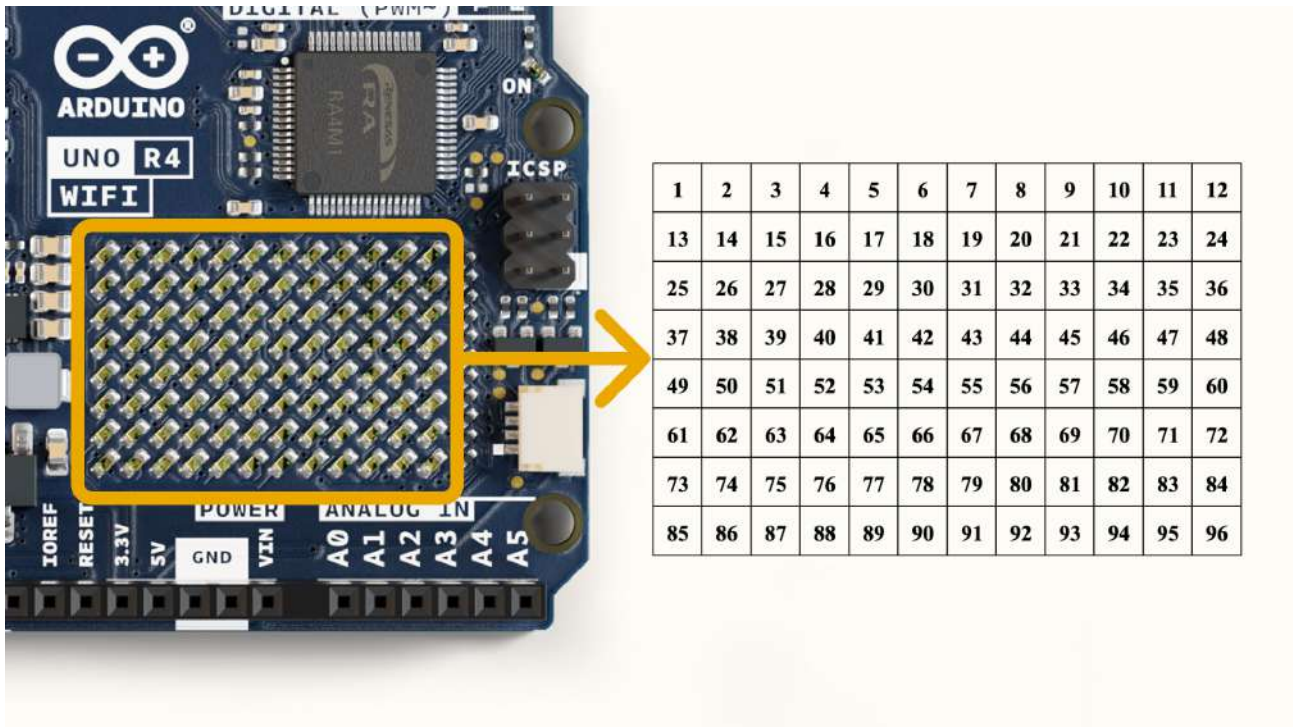 DIGITAL (PWM~)
®
ARDUINO
UNO R4
WIFI
RENESAS
RA
RA4M1
ON
ICSP
1 2 3 4 5 6 7 8 9 10 11 12
13 14 15 16 17 18 19 20 21 22 23 24
25 26 27 28 29 30 31 32 33 34 35 36
37 38 39 40 41 42 43 44 45 46 47 48
49 50 51 52 53 54 55 56 57 58 59 60
61 62 63 64 65 66 67 68 69 70 71 72
73 74 75 76 77 78 79 80 81 82 83 84
85 86 87 88 89 90 91 92 93 94 95 96
POWER
ANALOG IN
IOREF
RESET
3.3V
5V
GND
VIN
A0
A1
A2
A3
A4
A5